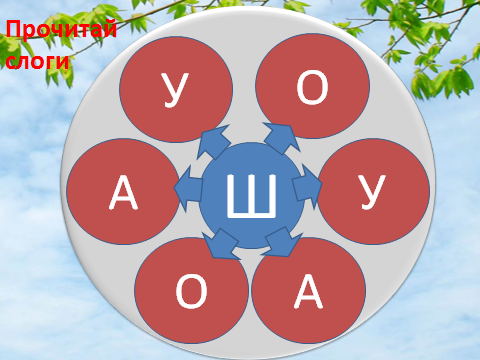 Прочитай
слоги
У О
А Ш У
О А